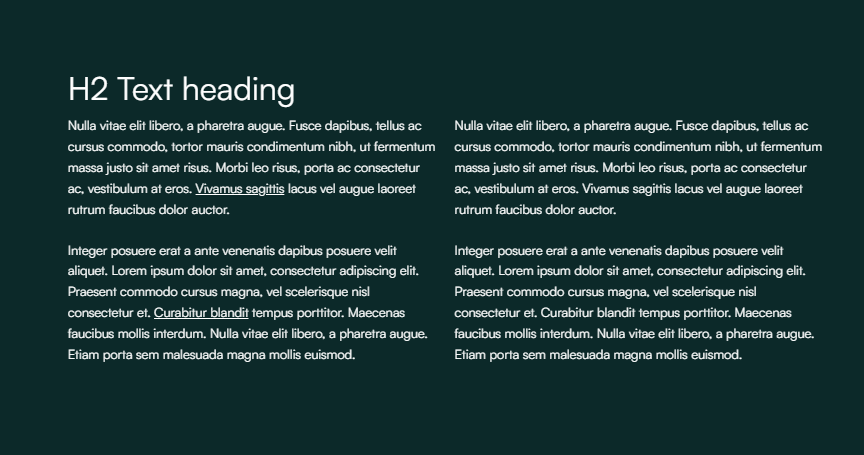 H2 Text heading
Nulla vitae elit libero, a pharetra augue. Fusce dapibus, tellus ac
cursus commodo, tortor mauris condimentum nibh, ut fermentum
massa justo sit amet risus. Morbi leo risus, porta ac consectetur
ac, vestibulum at eros. Vivamus sagittis lacus vel augue laoreet
rutrum faucibus dolor auctor.
Integer posuere erat a ante venenatis dapibus posuere velit
aliquet. Lorem ipsum dolor sit amet, consectetur adipiscing elit.
Praesent commodo cursus magna, vel scelerisque nisl
consectetur et. Curabitur blandit tempus porttitor. Maecenas
faucibus mollis interdum. Nulla vitae elit libero, a pharetra augue.
Etiam porta sem malesuada magna mollis euismod.
Nulla vitae elit libero, a pharetra augue. Fusce dapibus, tellus ac
cursus commodo, tortor mauris condimentum nibh, ut fermentum
massa justo sit amet risus. Morbi leo risus, porta ac consectetur
ac, vestibulum at eros. Vivamus sagittis lacus vel augue laoreet
rutrum faucibus dolor auctor.
Integer posuere erat a ante venenatis dapibus posuere velit
aliquet. Lorem ipsum dolor sit amet, consectetur adipiscing elit.
Praesent commodo cursus magna, vel scelerisque nisl
consectetur et. Curabitur blandit tempus porttitor. Maecenas
faucibus mollis interdum. Nulla vitae elit libero, a pharetra augue.
Etiam porta sem malesuada magna mollis euismod.